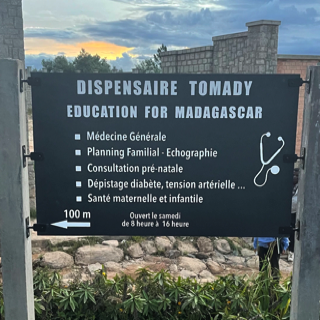 DISPENSAIRE TOMADY
EDUCATION FOR MADAGASCAR
Médecine Générale
Planning Familial - Echographie
Consultation pré-natale
Dépistage diabète, tension artérielle ...
Santé maternelle et infantile
100 m
Ouvert le samedi
de 8 heure à 16 heure